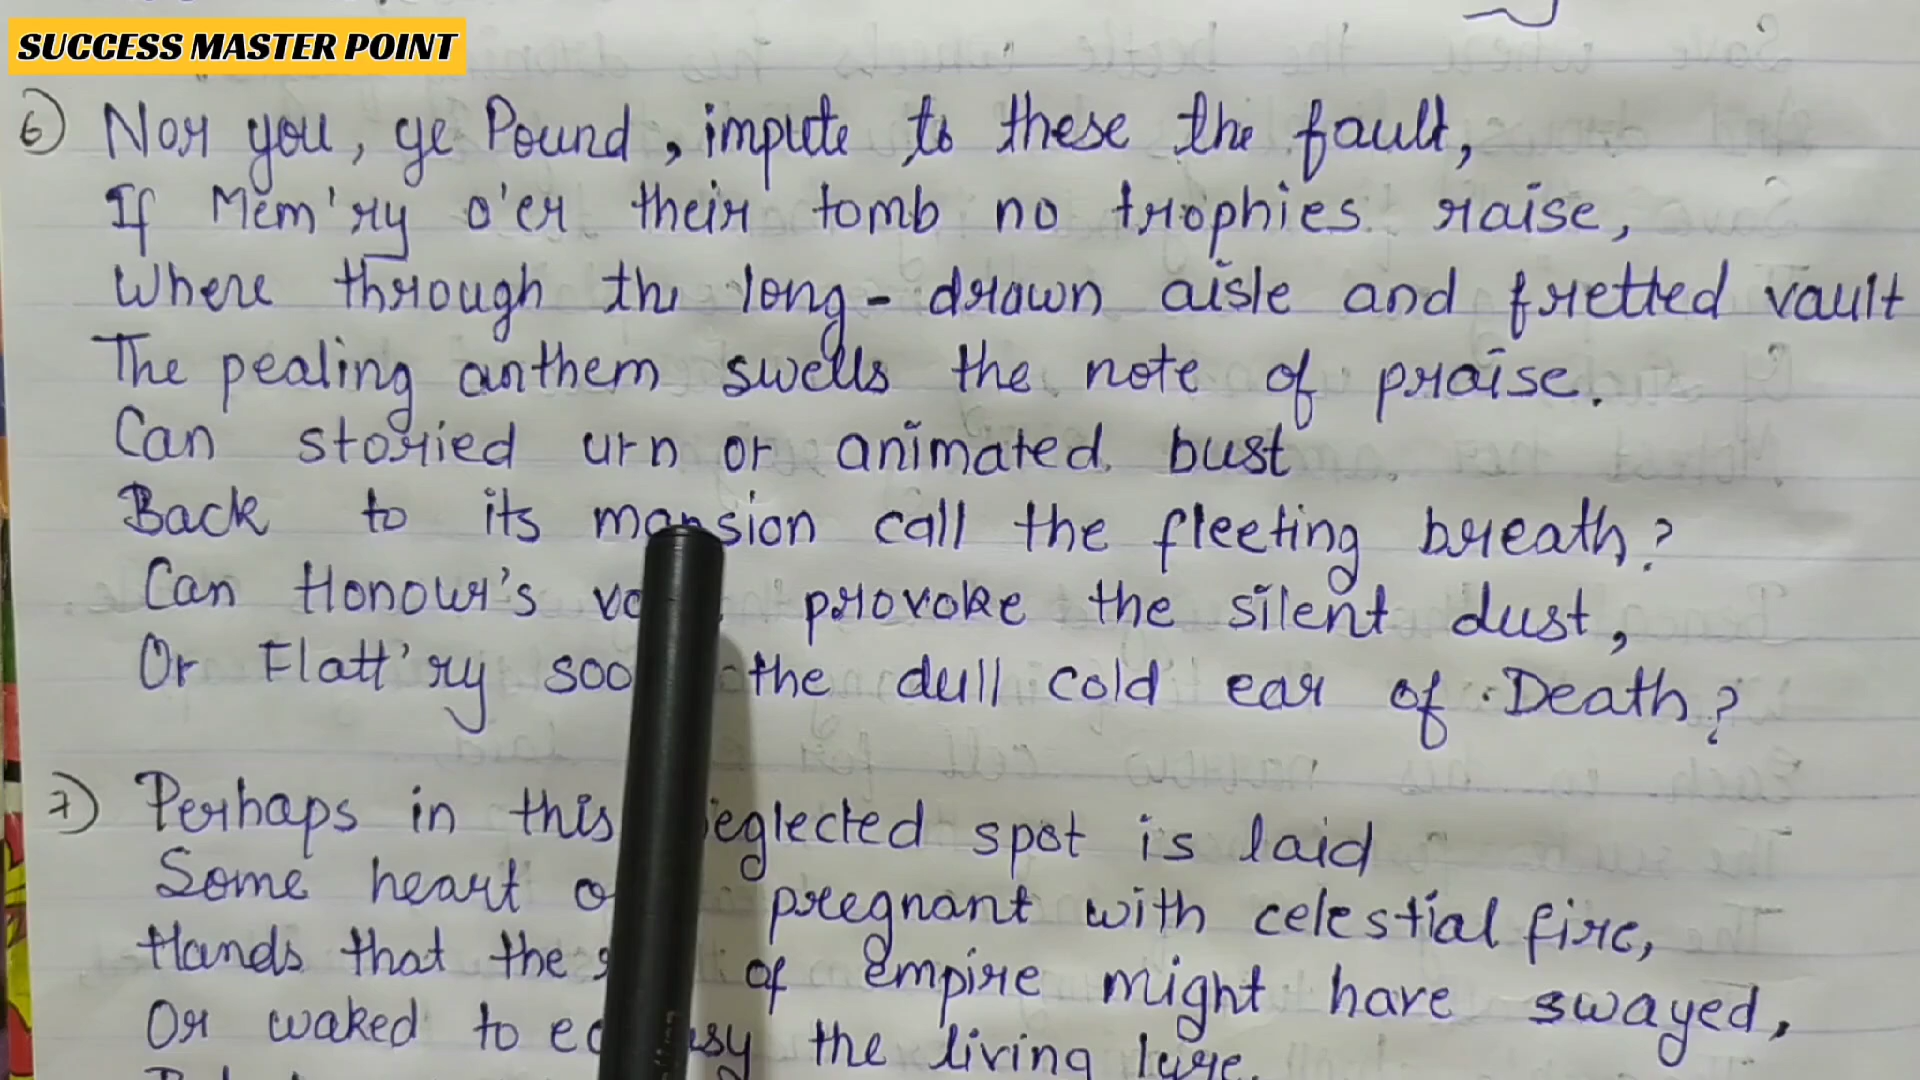 SUCCESS MASTER POINT
6) Nor you, ye Pound, impute to these the fault,
If Mem'ry o'er their tomb no trophies raise,
Where through the long-drawn aisle and fretted vault
The pealing anthem swells the note of praise.
Can storied urn or animated bust
Back to its mansion call the fleeting breath?
Can Honour's provoke the silent dust,
Or Flatt'ry the dull cold ear of Death?
7) Perhaps in this neglected spot is laid
Some heart pregnant with celestial fire,
Hands that the of empire might have swayed,
Or waked to the living lyre.